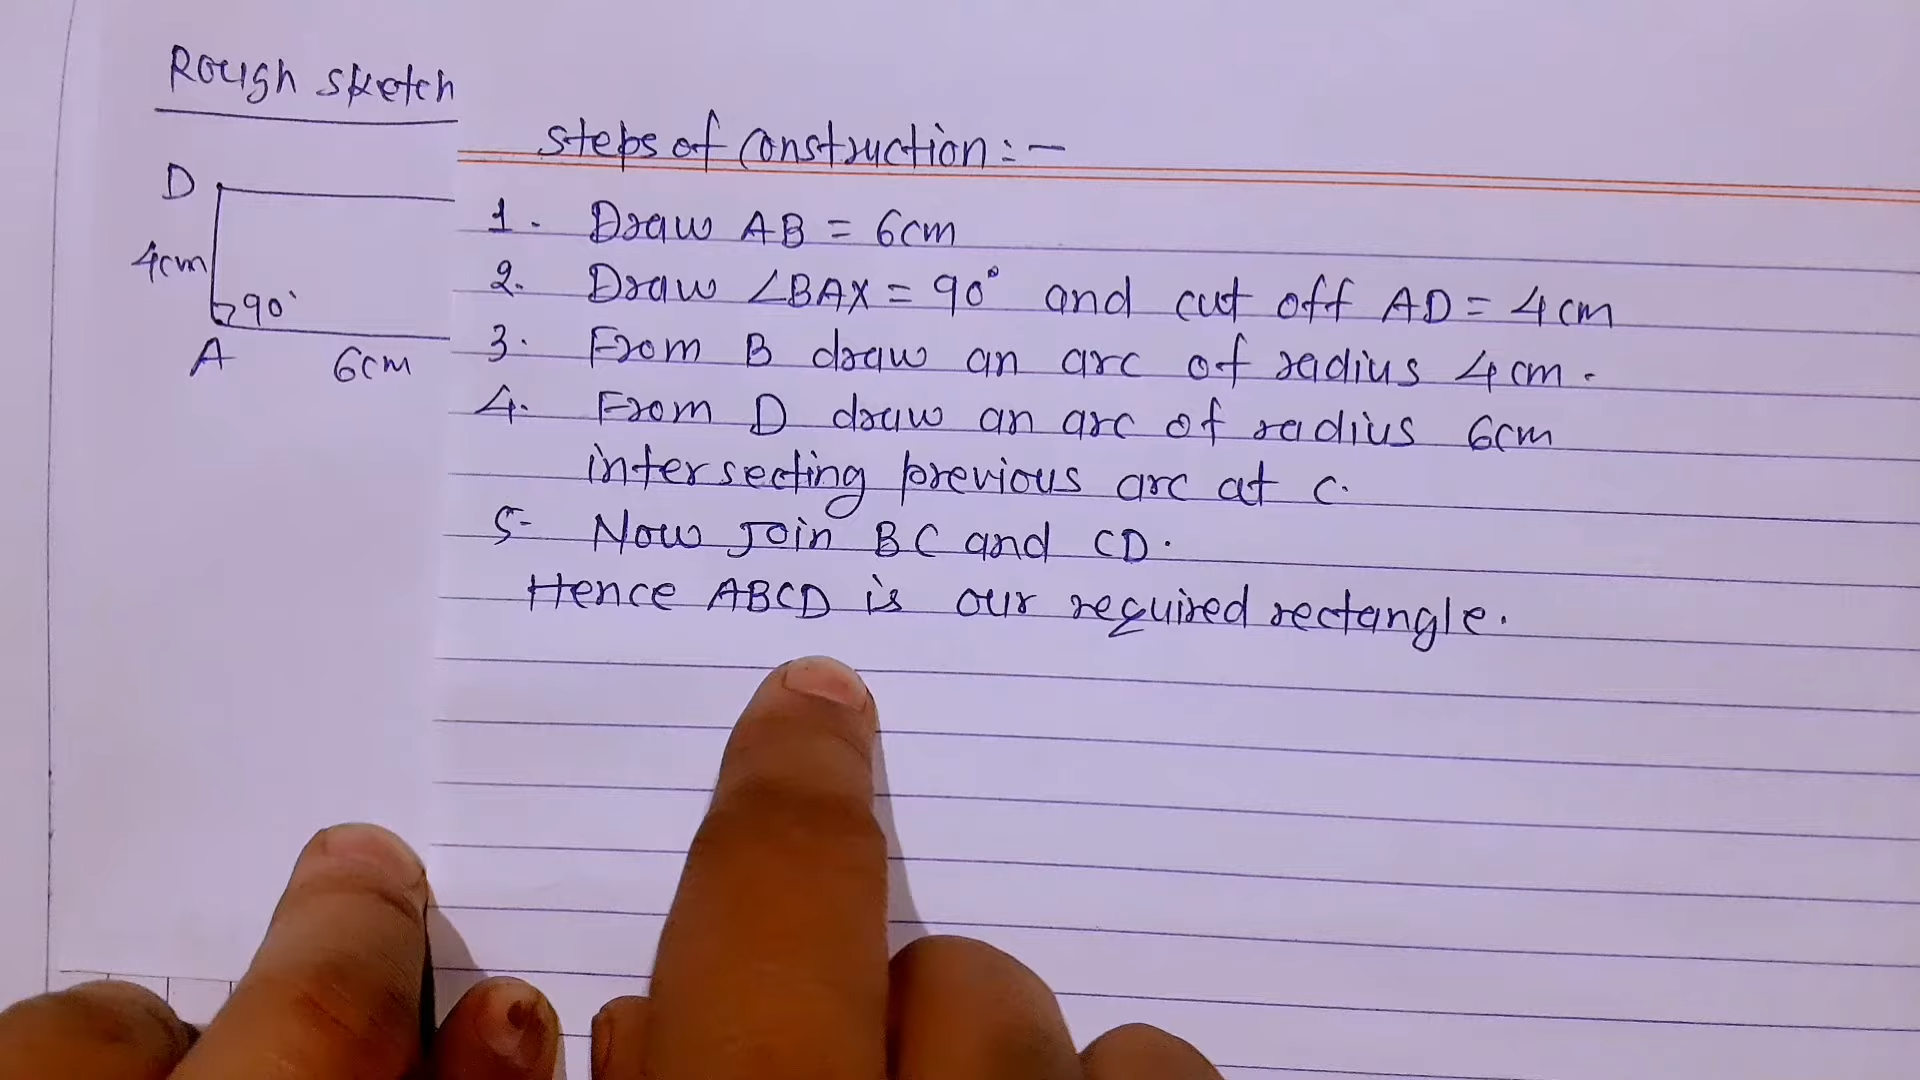 Rough sketch
D
4cm
90°
A
6cm
Steps of Construction:-
1. Draw AB = 6cm
2. Draw ∠BAX = 90° and cut off AD = 4cm
3. From B draw an arc of radius 4cm.
4. From D draw an arc of radius 6cm
intersecting previous arc at C.
5- Now Join BC and CD.
Hence ABCD is our required rectangle.